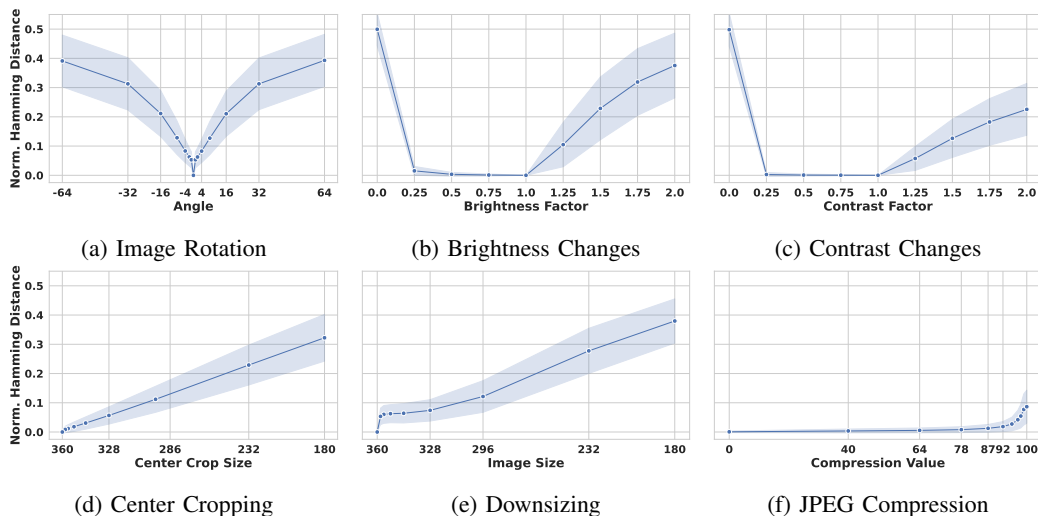 Norm. Hamming Distance
0.5
0.4
0.3
0.2
0.1
0.0
-64 -32 -16 -4 4 16 32 64
Angle
0.0 0.25 0.5 0.75 1.0 1.25 1.5 1.75 2.0
Brightness Factor
0.0 0.25 0.5 0.75 1.0 1.25 1.5 1.75 2.0
Contrast Factor
(a) Image Rotation
(b) Brightness Changes
(c) Contrast Changes
Norm. Hamming Distance
0.5
0.4
0.3
0.2
0.1
0.0
360 328 286 232 180
Center Crop Size
360 328 296 232 180
Image Size
0 40 64 78 8792 100
Compression Value
(d) Center Cropping
(e) Downsizing
(f) JPEG Compression